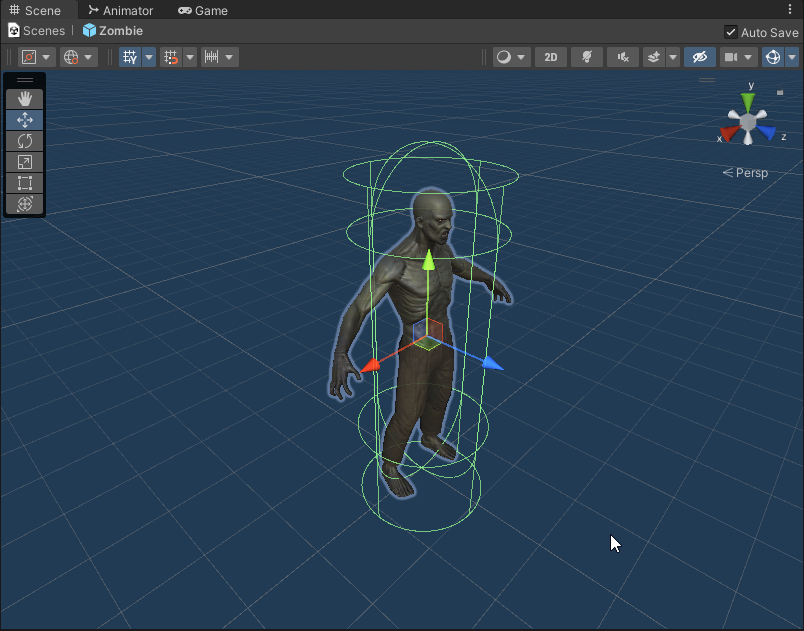 Scene Animator Game
Scenes Zombie
Auto Save
Y 2D
y
x z
Persp